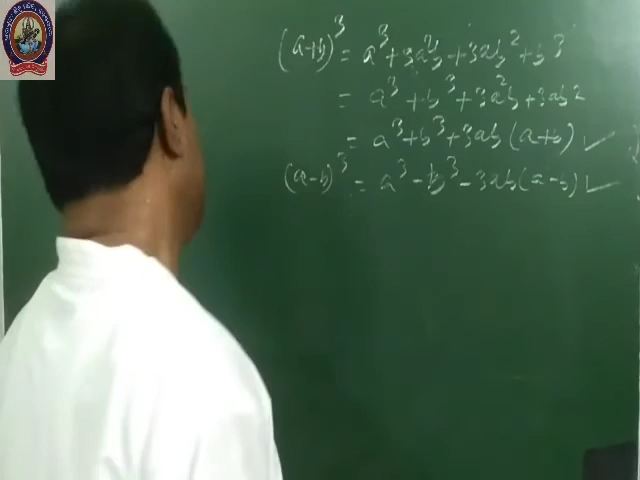 (a+b)³ = a³+3a²b+3ab²+b³
= a³+b³+3a²b+3ab²
= a³+b³+3ab(a+b) ✓
(a-b)³ = a³-b³-3ab(a-b) ✓